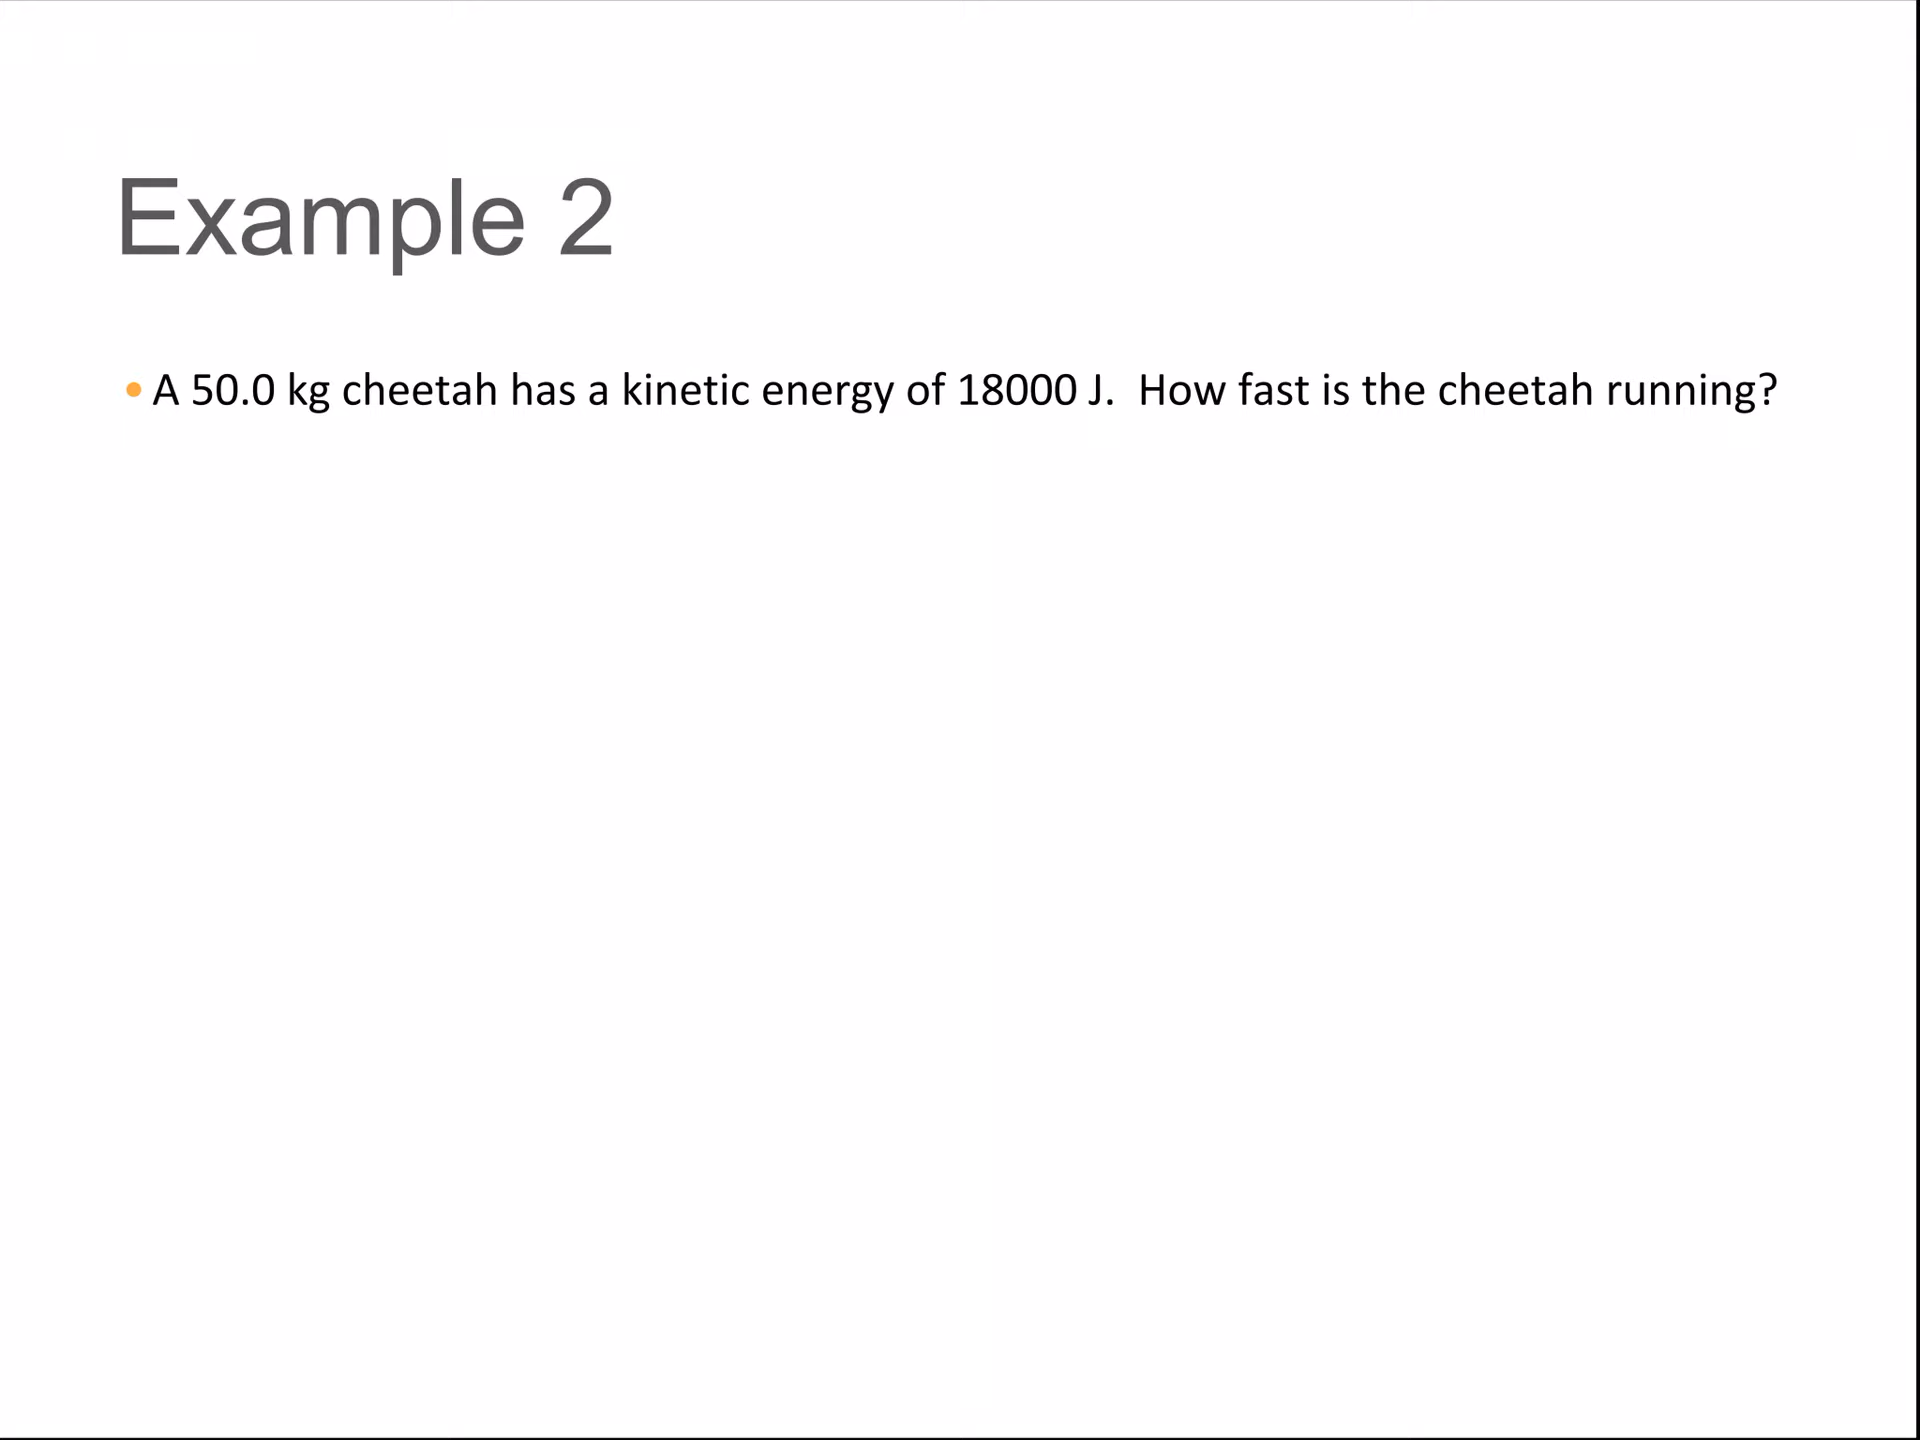 Example 2
• A 50.0 kg cheetah has a kinetic energy of 18000 J.  How fast is the cheetah running?